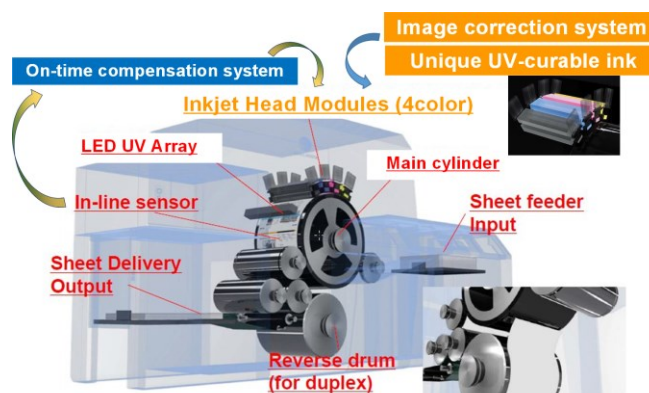 Image correction system
Unique UV-curable ink
On-time compensation system
Inkjet Head Modules (4color)
LED UV Array
Main cylinder
In-line sensor
Sheet feeder
Input
Sheet Delivery
Output
Reverse drum
(for duplex)